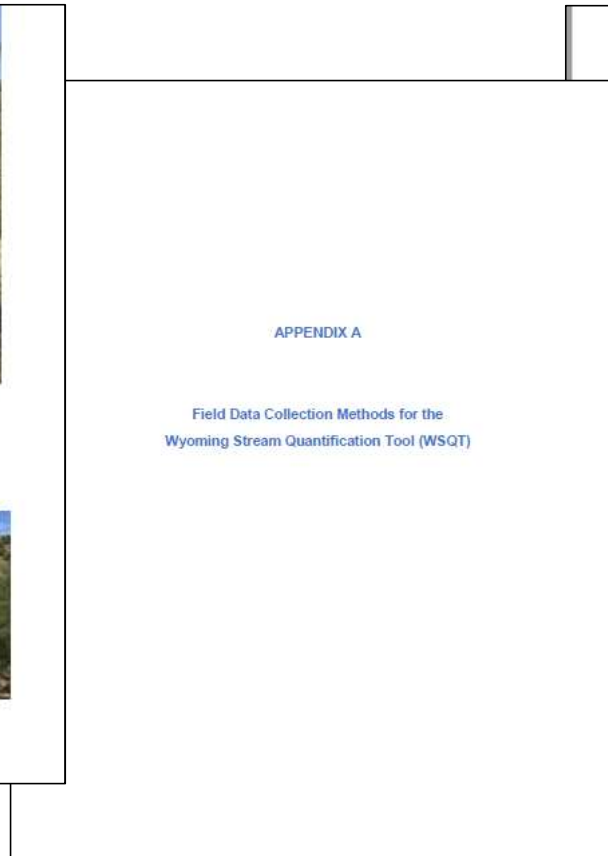 APPENDIX A
Field Data Collection Methods for the
Wyoming Stream Quantification Tool (WSQT)